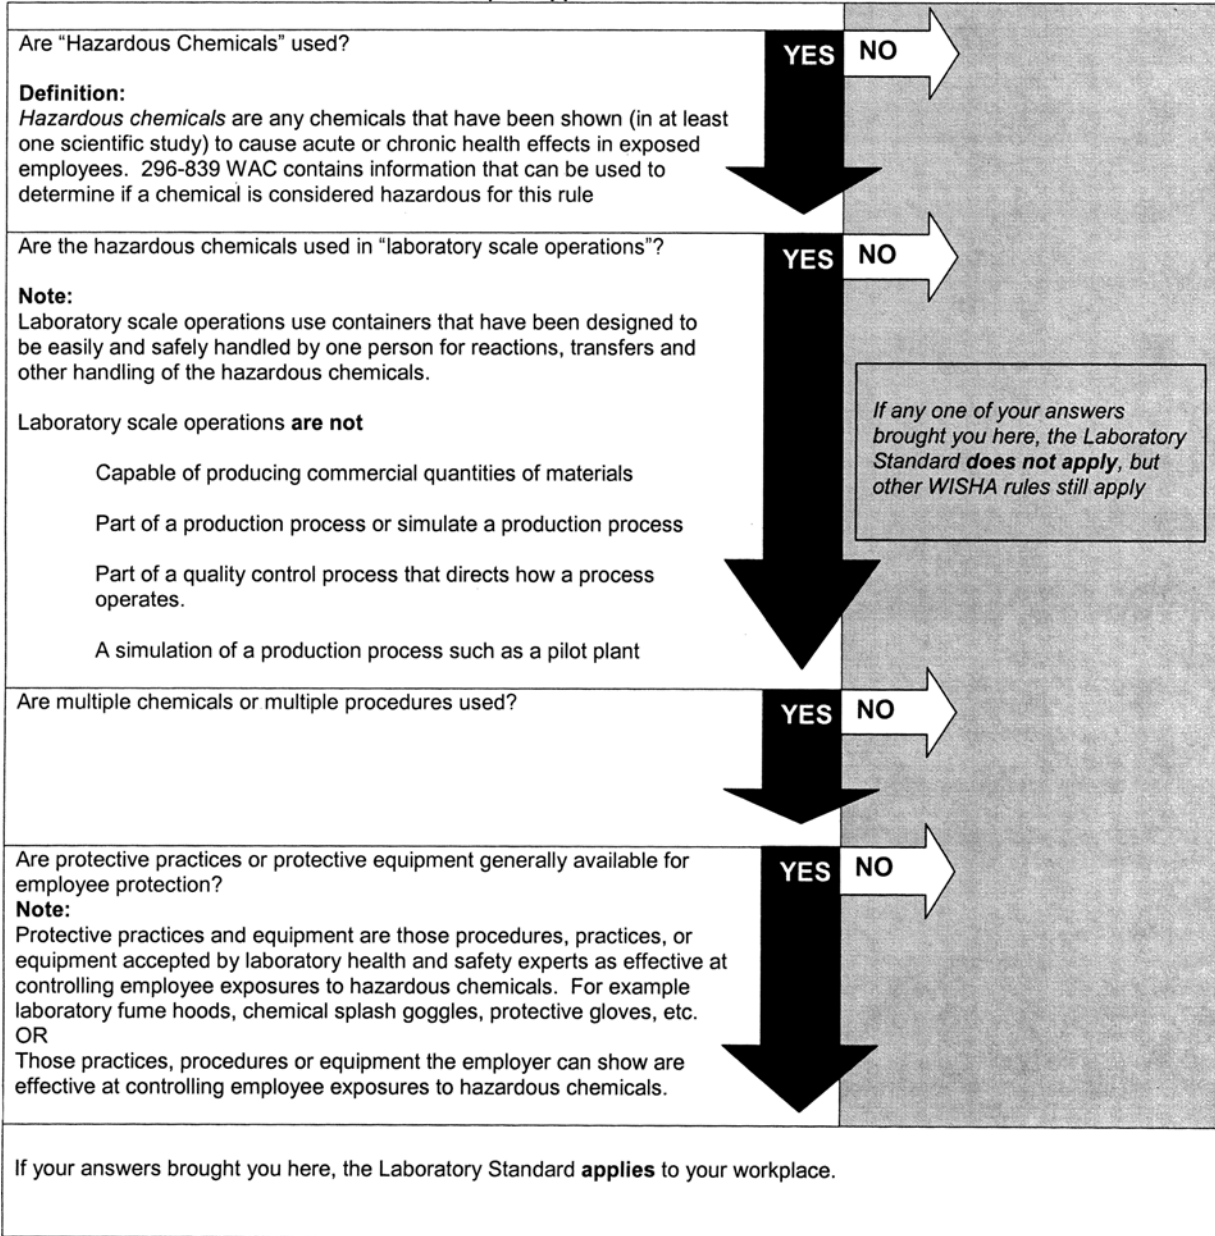 Are “Hazardous Chemicals” used?
YES
NO
Definition:
Hazardous chemicals are any chemicals that have been shown (in at least
one scientific study) to cause acute or chronic health effects in exposed
employees. 296-839 WAC contains information that can be used to
determine if a chemical is considered hazardous for this rule
Are the hazardous chemicals used in “laboratory scale operations”?
YES
NO
Note:
Laboratory scale operations use containers that have been designed to
be easily and safely handled by one person for reactions, transfers and
other handling of the hazardous chemicals.
Laboratory scale operations are not
Capable of producing commercial quantities of materials
Part of a production process or simulate a production process
Part of a quality control process that directs how a process
operates.
A simulation of a production process such as a pilot plant
If any one of your answers
brought you here, the Laboratory
Standard does not apply, but
other WISHA rules still apply
Are multiple chemicals or multiple procedures used?
YES
NO
Are protective practices or protective equipment generally available for
employee protection?
YES
NO
Note:
Protective practices and equipment are those procedures, practices, or
equipment accepted by laboratory health and safety experts as effective at
controlling employee exposures to hazardous chemicals. For example
laboratory fume hoods, chemical splash goggles, protective gloves, etc.
OR
Those practices, procedures or equipment the employer can show are
effective at controlling employee exposures to hazardous chemicals.
If your answers brought you here, the Laboratory Standard applies to your workplace.